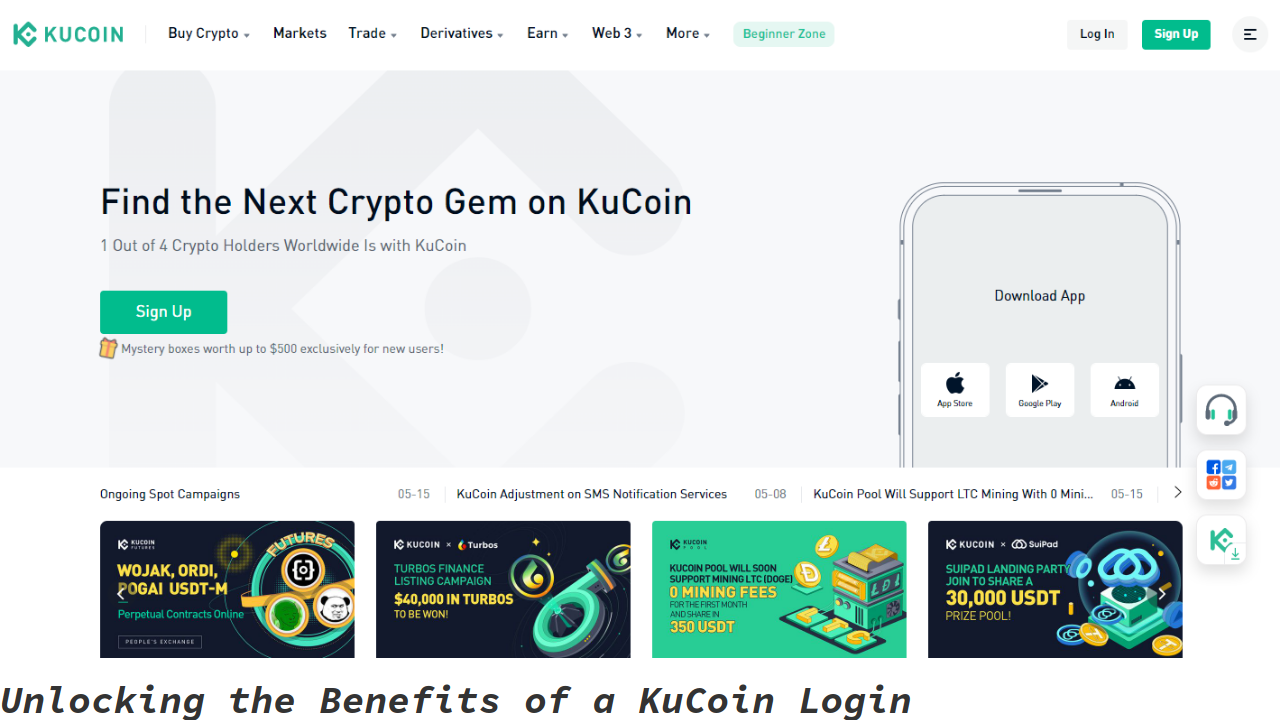 KUCOIN
Buy Crypto
Markets
Trade
Derivatives
Earn
Web 3
More
Beginner Zone
Log In
Sign Up
Find the Next Crypto Gem on KuCoin
1 Out of 4 Crypto Holders Worldwide Is with KuCoin
Sign Up
Mystery boxes worth up to $500 exclusively for new users!
Download App
App Store
Google Play
Android
Ongoing Spot Campaigns
05-15
KuCoin Adjustment on SMS Notification Services
05-08
KuCoin Pool Will Support LTC Mining With 0 Mini...
05-15
KUCOIN
FUTURES
WOJAK, ORDI,
POGAI USDT-M
Perpetual Contracts Online
PEOPLE'S EXCHANGE
FUTURES
KUCOIN × Turbos
TURBOS FINANCE
LISTING CAMPAIGN
$40,000 IN TURBOS
TO BE WON!
KUCOIN
POOL
KUCOIN POOL WILL SOON
SUPPORT MINING LTC (DOGE)
0 MINING FEES
FOR THE FIRST MONTH
AND SHARE IN
350 USDT
LTC
KUCOIN × SuiPad
SUIPAD LANDING PARTY
JOIN TO SHARE A
30,000 USDT
PRIZE POOL!
Unlocking the Benefits of a KuCoin Login